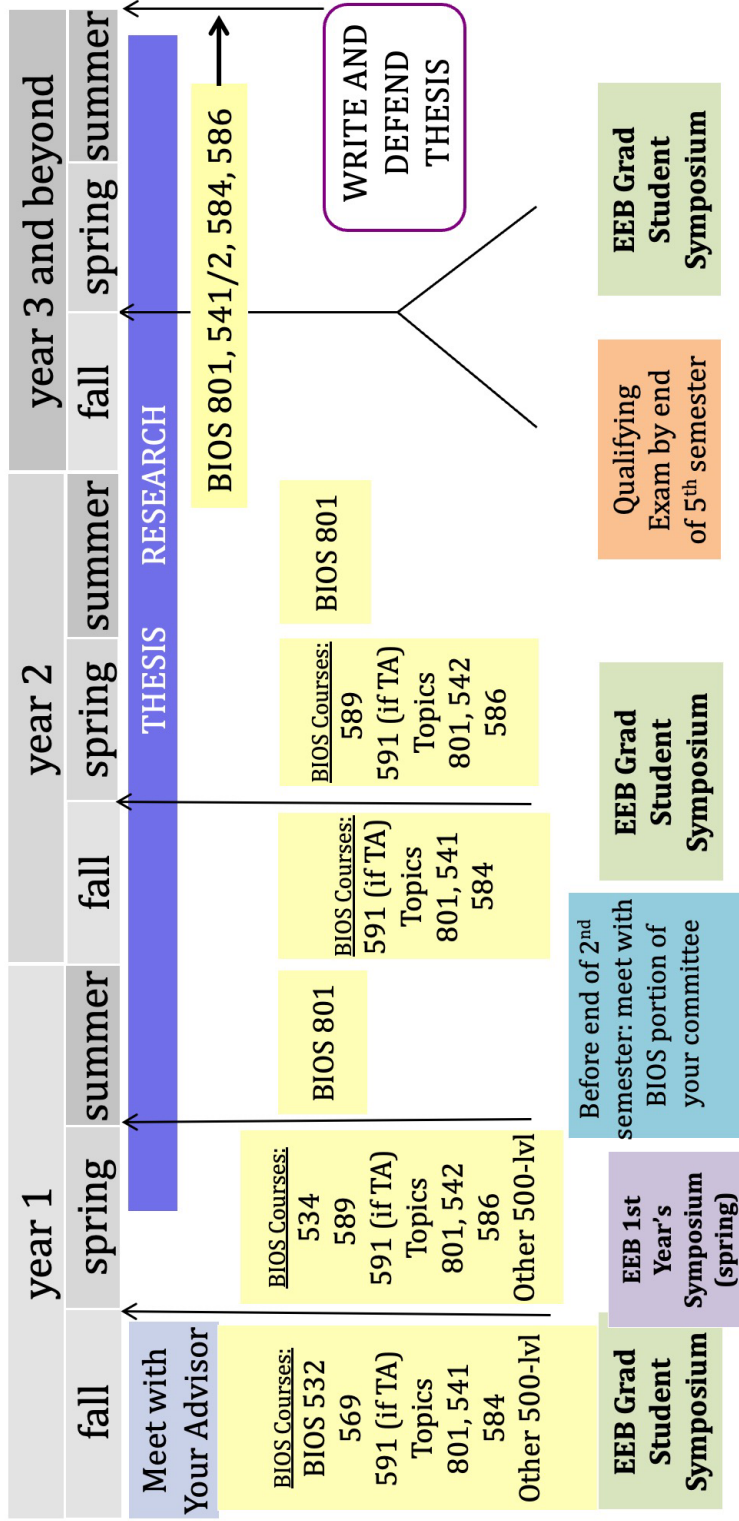 year 1
year 2
year 3 and beyond
fall
spring
summer
fall
spring
summer
fall
spring
summer
THESIS RESEARCH
Meet with
Your Advisor
BIOS Courses:
BIOS 532
569
591 (if TA)
Topics
801, 541
584
Other 500-lvl
BIOS Courses:
534
589
591 (if TA)
Topics
801, 542
586
Other 500-lvl
BIOS 801
BIOS Courses:
591 (if TA)
Topics
801, 541
584
BIOS Courses:
589
591 (if TA)
Topics
801, 542
586
BIOS 801
BIOS 801, 541/2, 584, 586
WRITE AND
DEFEND
THESIS
EEB Grad
Student
Symposium
EEB 1st
Year's
Symposium
(spring)
Before end of 2nd
semester: meet with
BIOS portion of
your committee
EEB Grad
Student
Symposium
Qualifying
Exam by end
of 5th semester
EEB Grad
Student
Symposium